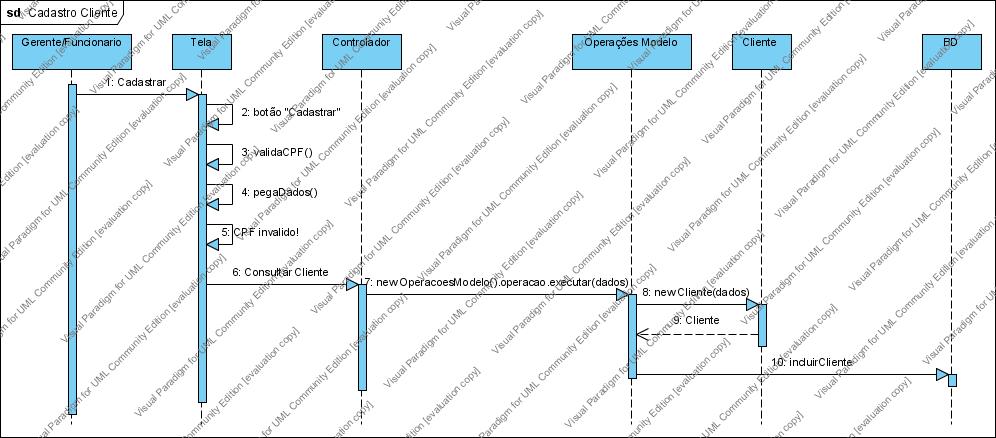 sd Cadastro Cliente
Gerente/Funcionario
Tela
Controlador
Operações Modelo
Cliente
BD
1: Cadastrar
2: botão "Cadastrar"
3: validaCPF()
4: pegaDados()
5: CPF invalido!
6: Consultar Cliente
7: newOperacoesModelo().operacao.executar(dados)
8: newCliente(dados)
9: Cliente
10: incluirCliente
Visual Paradigm for UML Community Edition [evaluation copy]